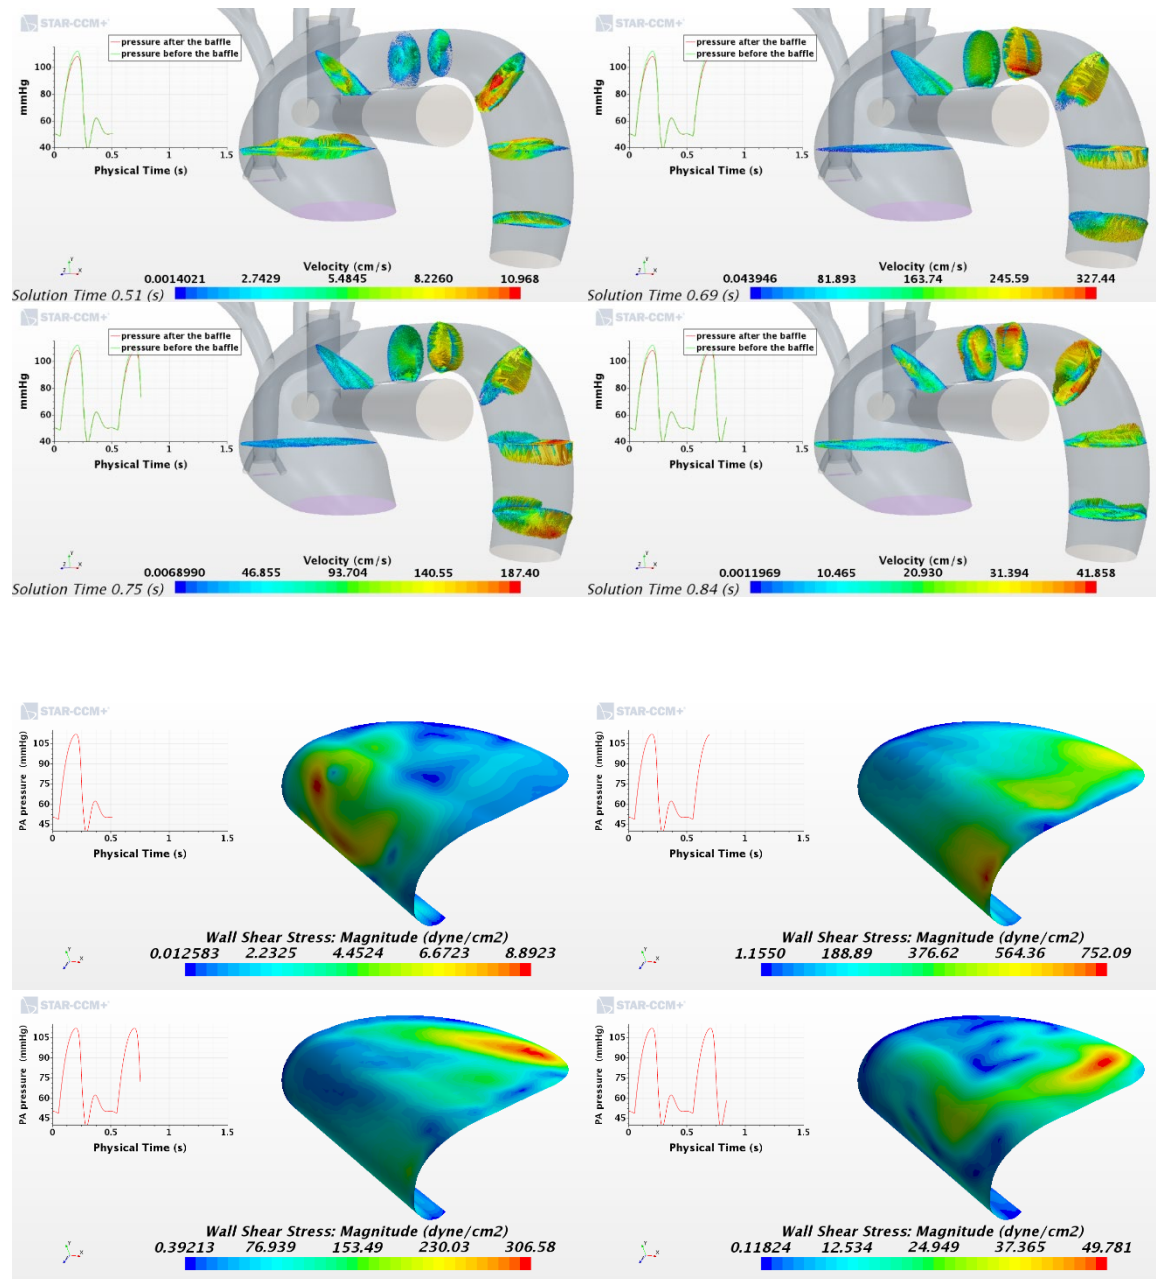 STAR-CCM+
pressure after the baffle
pressure before the baffle
mmHg
100
80
60
40
0 0.5 1 1.5
Physical Time (s)
Y Z X
Velocity (cm/s)
0.0014021 2.7429 5.4845 8.2260 10.968
Solution Time 0.51 (s)
STAR-CCM+
pressure after the baffle
pressure before the baffle
mmHg
100
80
60
40
0 0.5 1 1.5
Physical Time (s)
Y Z X
Velocity (cm/s)
0.043946 81.893 163.74 245.59 327.44
Solution Time 0.69 (s)
STAR-CCM+
pressure after the baffle
pressure before the baffle
mmHg
100
80
60
40
0 0.5 1 1.5
Physical Time (s)
Y Z X
Velocity (cm/s)
0.0068990 46.855 93.704 140.55 187.40
Solution Time 0.75 (s)
STAR-CCM+
pressure after the baffle
pressure before the baffle
mmHg
100
80
60
40
0 0.5 1 1.5
Physical Time (s)
Y Z X
Velocity (cm/s)
0.0011969 10.465 20.930 31.394 41.858
Solution Time 0.84 (s)
STAR-CCM+
PA pressure (mmHg)
105
90
75
60
45
0 0.5 1 1.5
Physical Time (s)
Y Z X
Wall Shear Stress: Magnitude (dyne/cm2)
0.012583 2.2325 4.4524 6.6723 8.8923
STAR-CCM+
PA pressure (mmHg)
105
90
75
60
45
0 0.5 1 1.5
Physical Time (s)
Y Z X
Wall Shear Stress: Magnitude (dyne/cm2)
1.1550 188.89 376.62 564.36 752.09
STAR-CCM+
PA pressure (mmHg)
105
90
75
60
45
0 0.5 1 1.5
Physical Time (s)
Y Z X
Wall Shear Stress: Magnitude (dyne/cm2)
0.39213 76.939 153.49 230.03 306.58
STAR-CCM+
PA pressure (mmHg)
105
90
75
60
45
0 0.5 1 1.5
Physical Time (s)
Y Z X
Wall Shear Stress: Magnitude (dyne/cm2)
0.11824 12.534 24.949 37.365 49.781